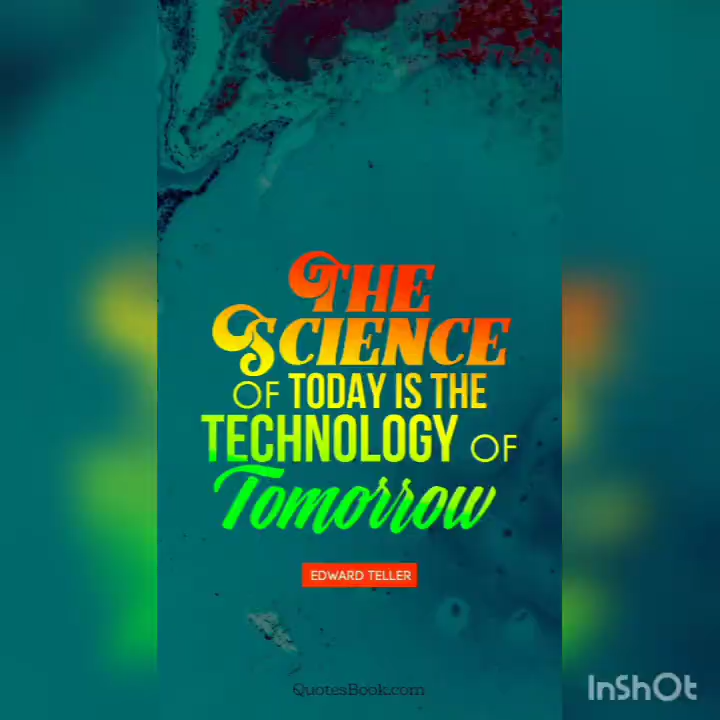 THE
SCIENCE
OF TODAY IS THE
TECHNOLOGY OF
Tomorrow
EDWARD TELLER
QuotesBook.com
InShOt